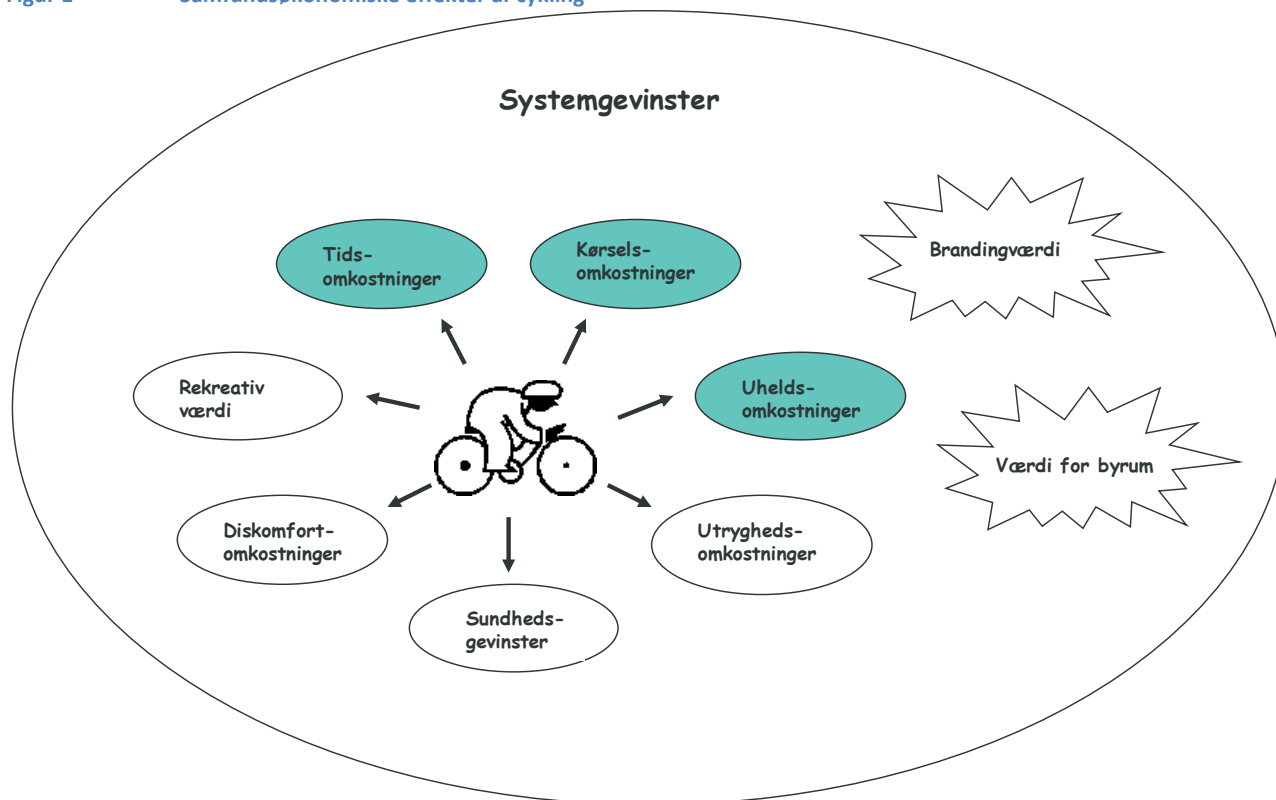 Systemgevinster
Tids-
omkostninger
Kørsels-
omkostninger
Brandingværdi
Rekreativ
værdi
Uhelds-
omkostninger
Værdi for byrum
Diskomfort-
omkostninger
Utrygheds-
omkostninger
Sundheds-
gevinster